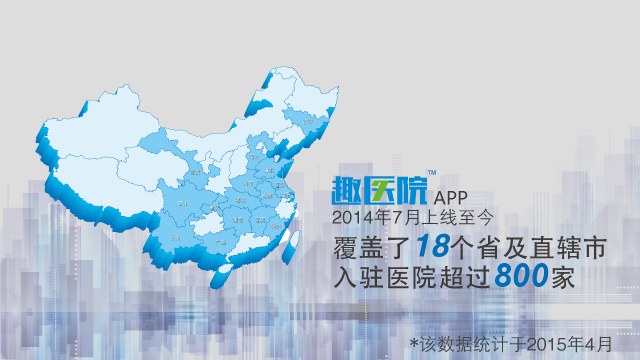 趣医院™ APP
2014年7月上线至今
覆盖了18个省及直辖市
入驻医院超过800家
*该数据统计于2015年4月